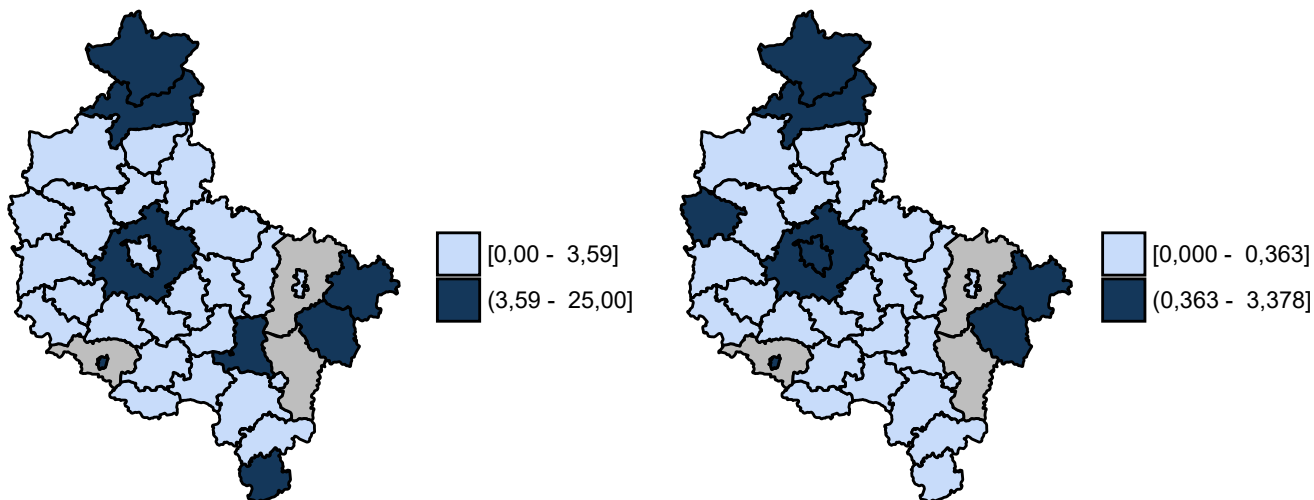 [0,00 - 3,59]
(3,59 - 25,00]
[0,000 - 0,363]
(0,363 - 3,378]